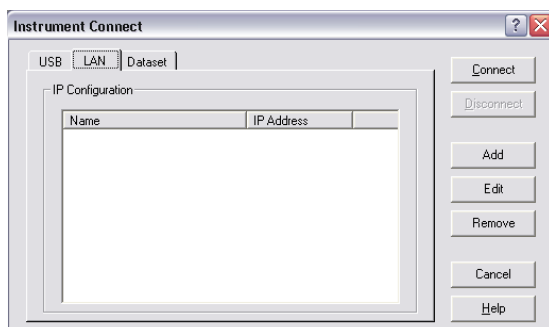 Instrument Connect
USB LAN Dataset
IP Configuration
Name IP Address
Connect
Disconnect
Add
Edit
Remove
Cancel
Help